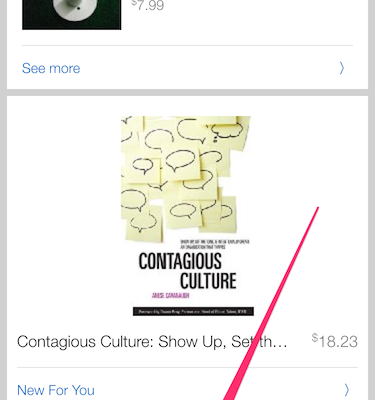 $7.99
See more
SHOW UP, SET THE TONE, & INTENTIONALLY CREATE
AN ORGANIZATION THAT THRIVES
CONTAGIOUS
CULTURE
ANESE CAVANAUGH
Contagious Culture: Show Up, Set th… $18.23
New For You